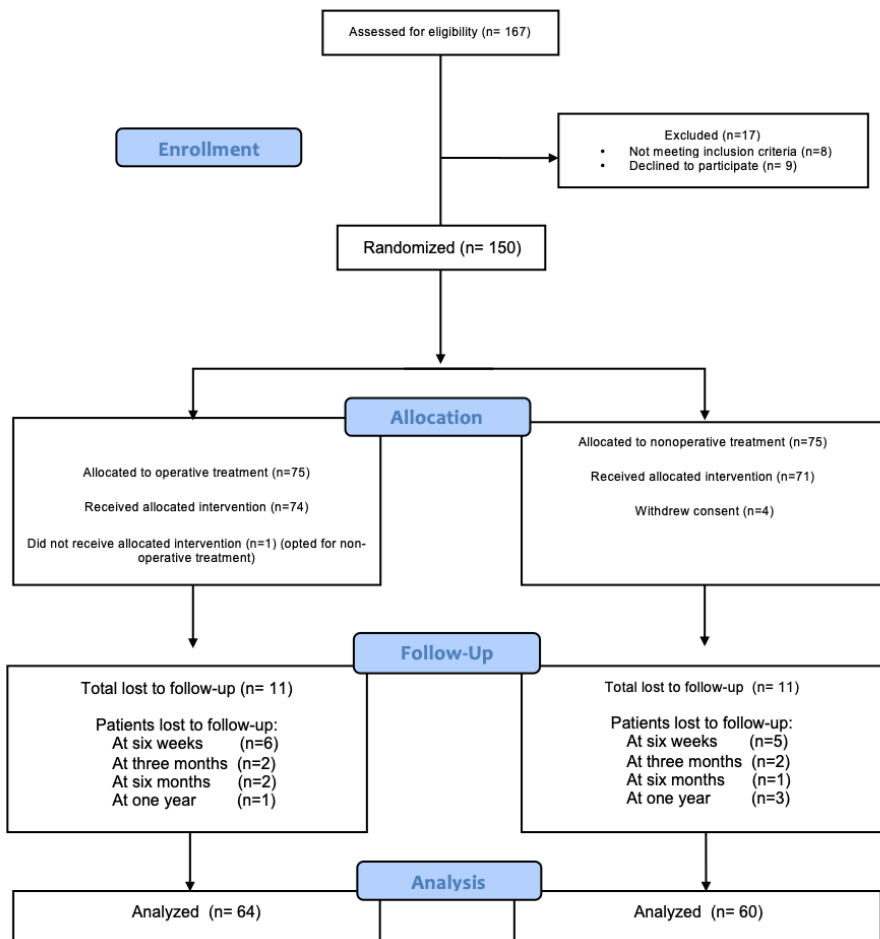 Assessed for eligibility (n= 167)
Enrollment
Excluded (n=17)
• Not meeting inclusion criteria (n=8)
• Declined to participate (n= 9)
Randomized (n= 150)
Allocation
Allocated to operative treatment (n=75)
Received allocated intervention (n=74)
Did not receive allocated intervention (n=1) (opted for non-
operative treatment)
Allocated to nonoperative treatment (n=75)
Received allocated intervention (n=71)
Withdrew consent (n=4)
Follow-Up
Total lost to follow-up (n= 11)
Patients lost to follow-up:
At six weeks (n=6)
At three months (n=2)
At six months (n=2)
At one year (n=1)
Total lost to follow-up (n= 11)
Patients lost to follow-up:
At six weeks (n=5)
At three months (n=2)
At six months (n=1)
At one year (n=3)
Analysis
Analyzed (n= 64)
Analyzed (n= 60)